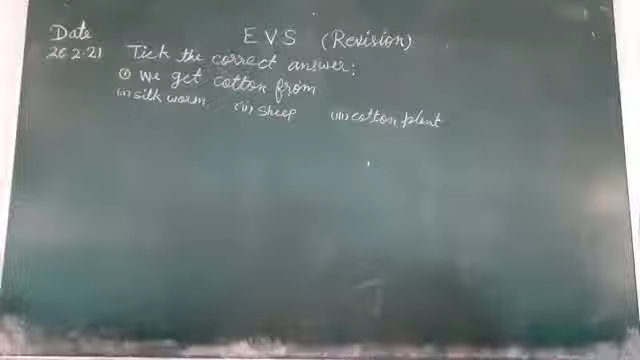 Date E V S (Revision)
26.2.21 Tick the correct answer:
① We get cotton from
(i) silk worm (ii) sheep (iii) cotton plant